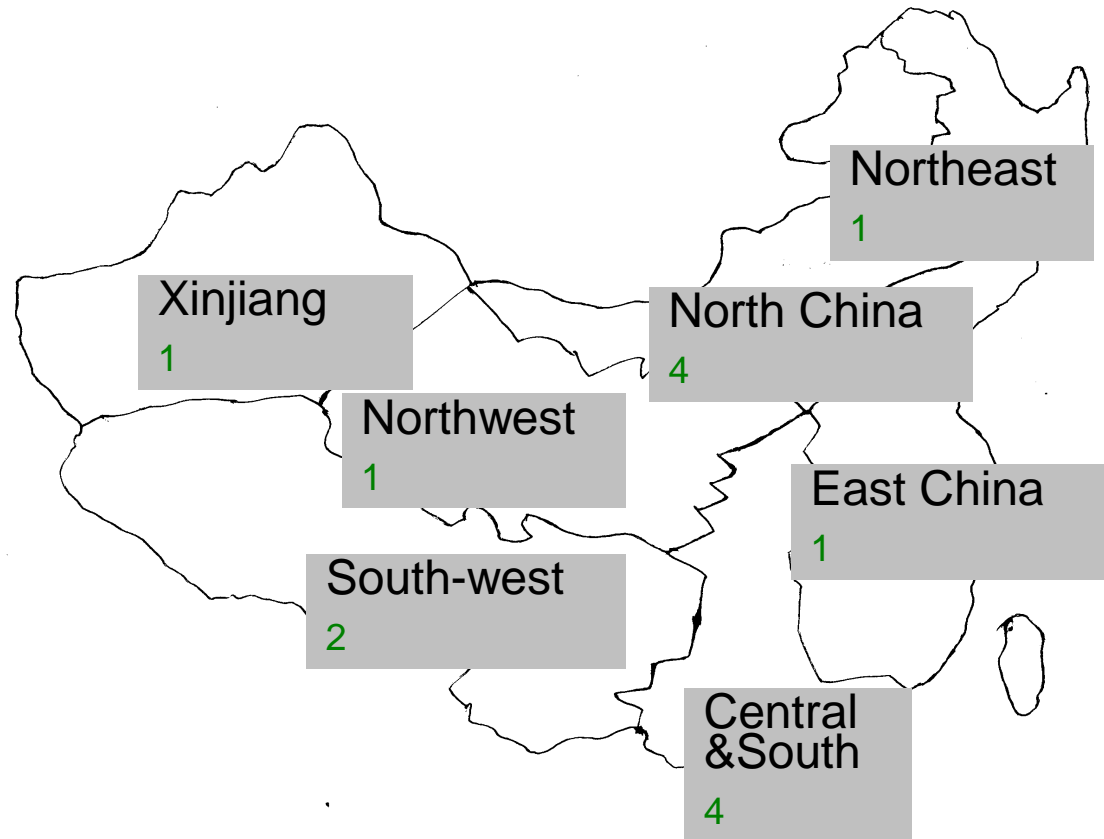 Northeast
1
Xinjiang
1
North China
4
Northwest
1
East China
1
South-west
2
Central
&South
4